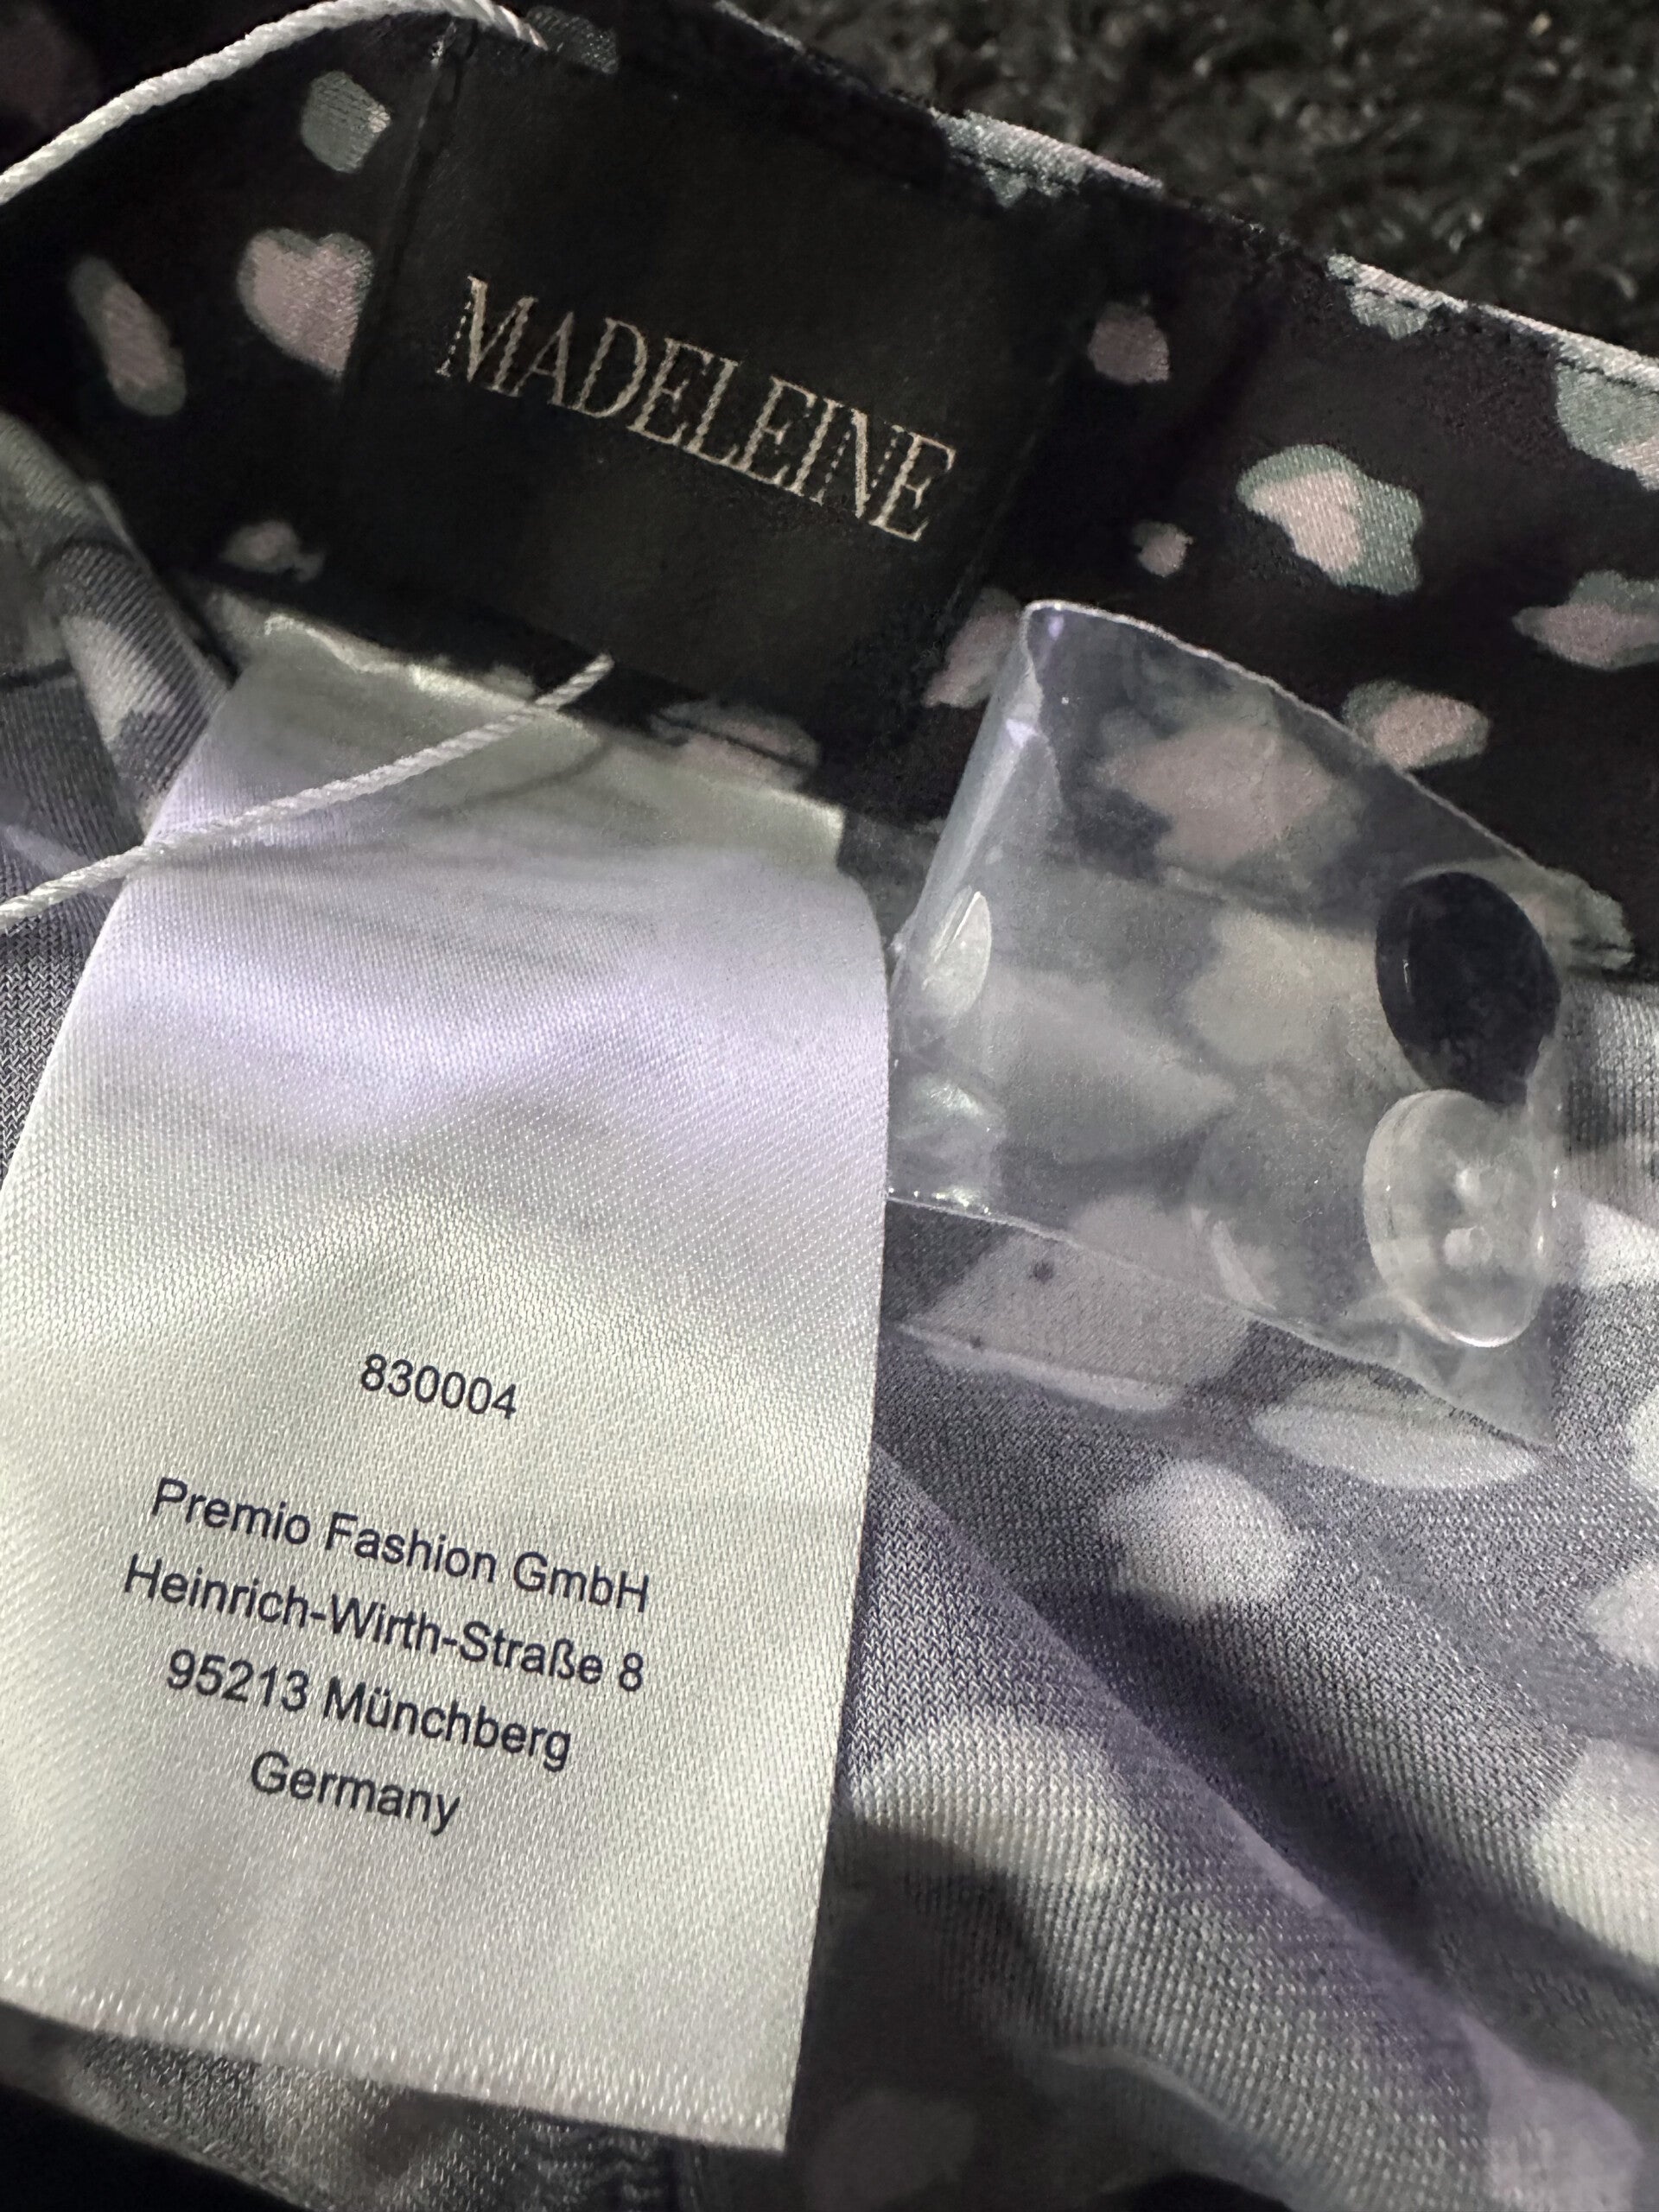 MADELEINE
830004
Premio Fashion GmbH
Heinrich-Wirth-Straße 8
95213 Münchberg
Germany